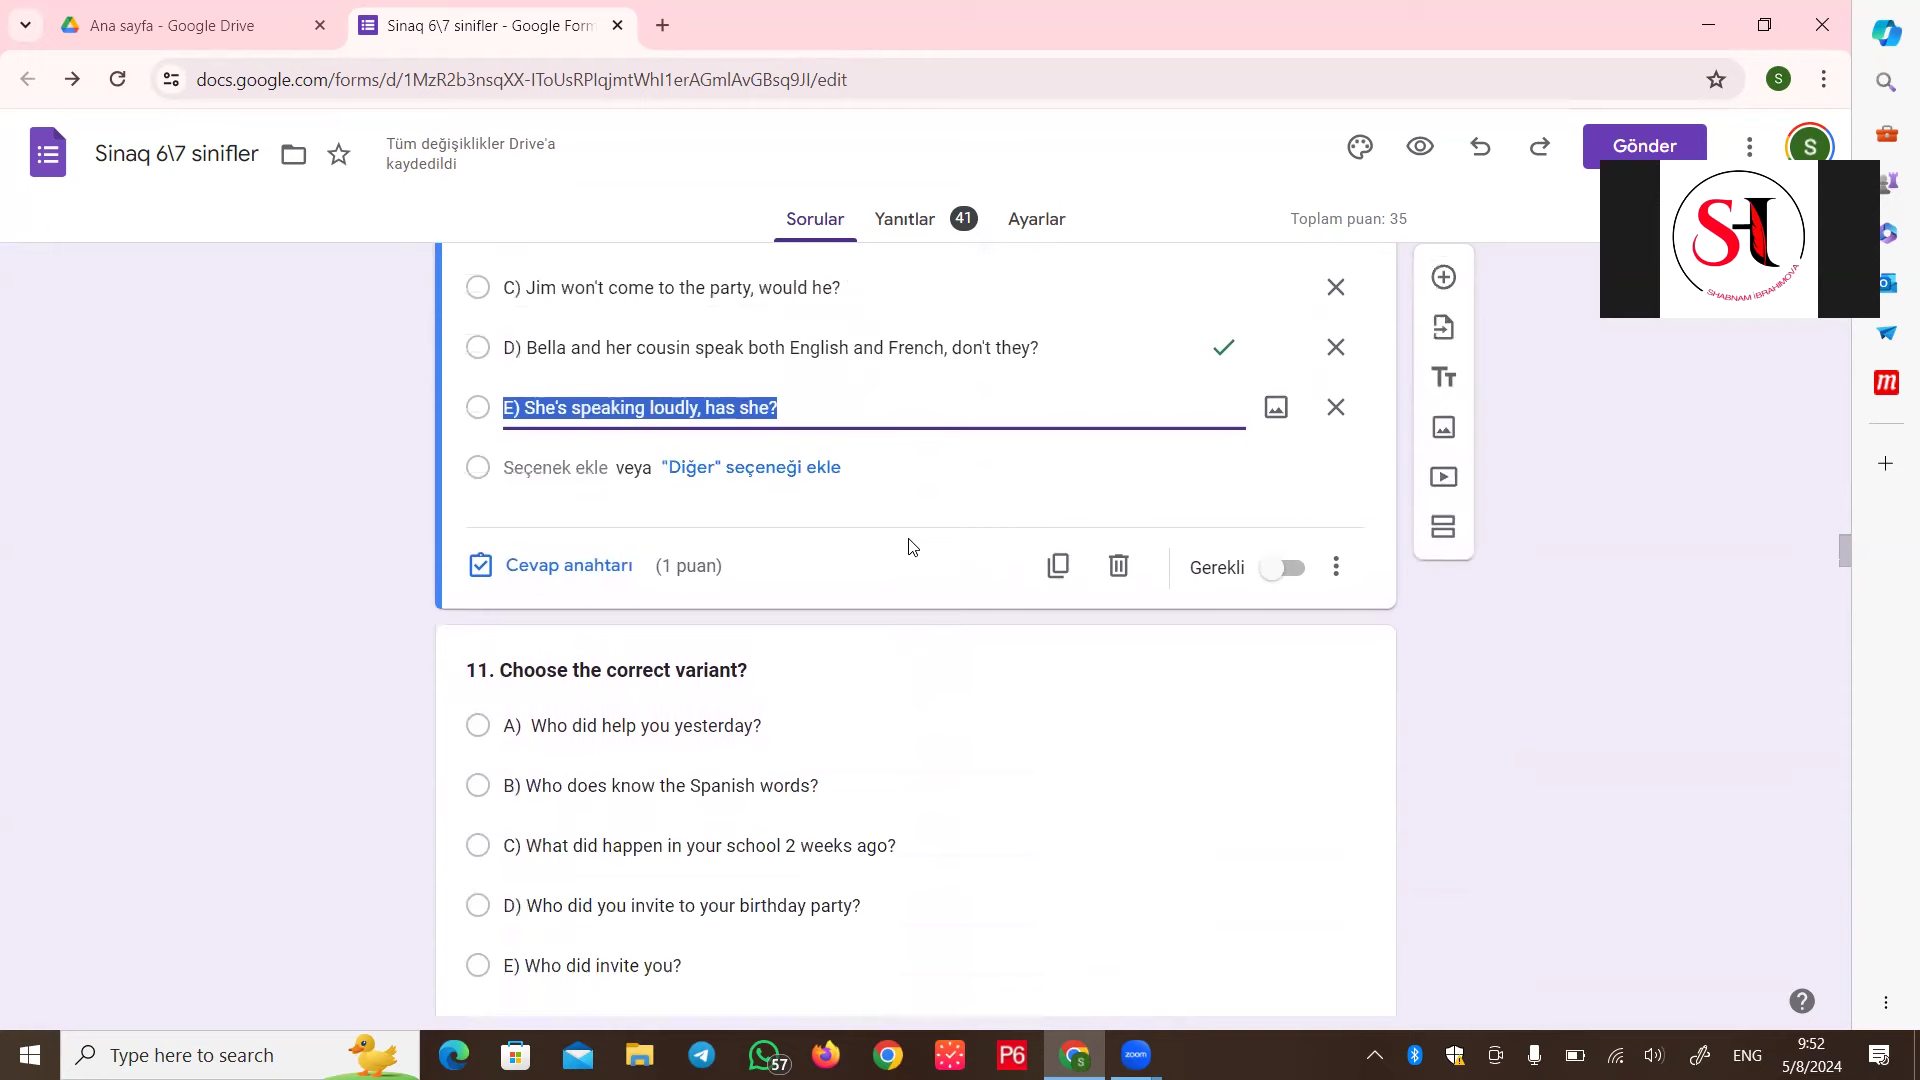 Ana sayfa - Google Drive
Sinaq 6\7 sinifler - Google Form
docs.google.com/forms/d/1MzR2b3nsqXX-IToUsRPIqjmtWhI1erAGmlAvGBsq9JI/edit
S
Sinaq 6\7 sinifler
Tüm değişiklikler Drive'a
kaydedildi
Gönder
S
Sorular
Yanıtlar 41
Ayarlar
Toplam puan: 35
SHABNAM IBRAHIMOVA
C) Jim won't come to the party, would he?
D) Bella and her cousin speak both English and French, don't they?
E) She's speaking loudly, has she?
Seçenek ekle veya "Diğer" seçeneği ekle
Cevap anahtarı (1 puan)
Gerekli
11. Choose the correct variant?
A) Who did help you yesterday?
B) Who does know the Spanish words?
C) What did happen in your school 2 weeks ago?
D) Who did you invite to your birthday party?
E) Who did invite you?
Type here to search
57
P6
zoom
ENG
9:52
5/8/2024